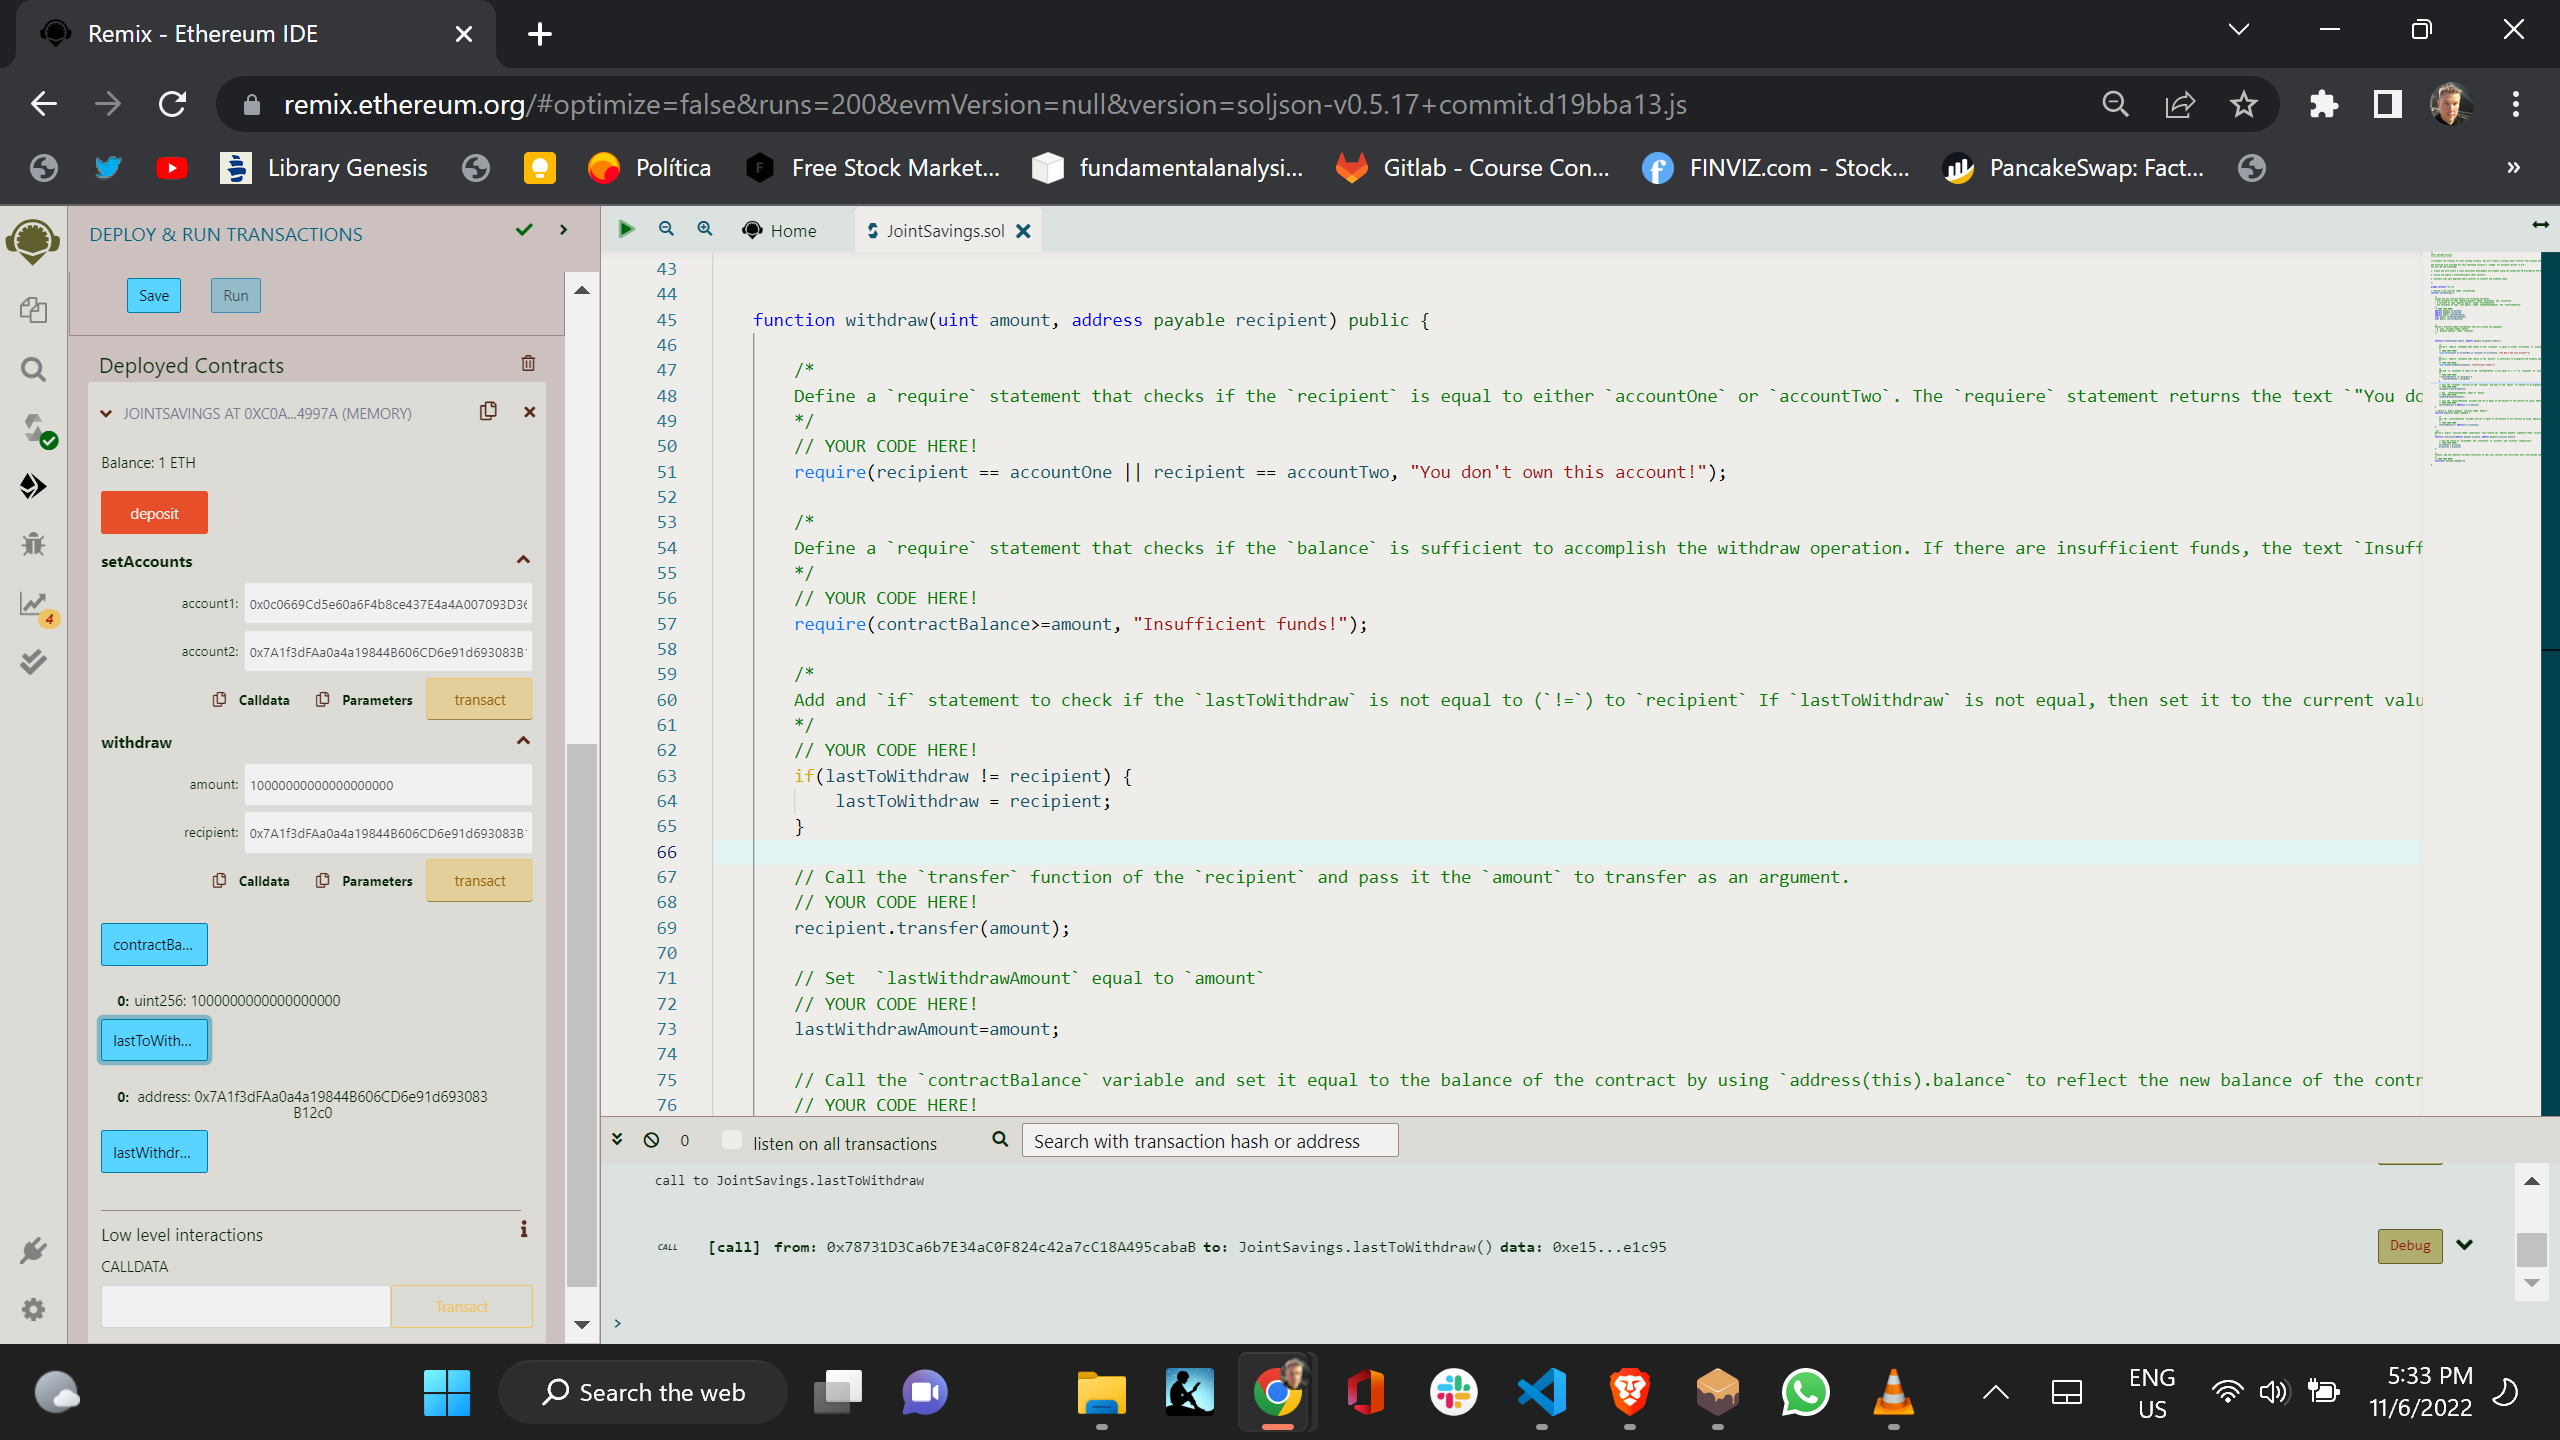 Remix - Ethereum IDE
remix.ethereum.org/#optimize=false&runs=200&evmVersion=null&version=soljson-v0.5.17+commit.d19bba13.js
Library Genesis
Política
Free Stock Market...
fundamentalanalysi...
Gitlab - Course Con...
FINVIZ.com - Stock...
PancakeSwap: Fact...
»
DEPLOY & RUN TRANSACTIONS
Save
Run
Deployed Contracts
JOINTSAVINGS AT 0XC0A...4997A (MEMORY)
Balance: 1 ETH
deposit
setAccounts
account1: 0x0c0669Cd5e60a6F4b8ce437E4a4A007093D3
account2: 0x7A1f3dFAa0a4a19844B606CD6e91d693083B
Calldata
Parameters
transact
withdraw
amount: 10000000000000000000
recipient: 0x7A1f3dFAa0a4a19844B606CD6e91d693083B
Calldata
Parameters
transact
contractBa...
0: uint256: 1000000000000000000
lastToWith...
0: address: 0x7A1f3dFAa0a4a19844B606CD6e91d693083
B12c0
lastWithdr...
Low level interactions
i
CALLDATA
Transact
4
Home
JointSavings.sol
43
44
45 function withdraw(uint amount, address payable recipient) public {
46
47 /*
48 Define a `require` statement that checks if the `recipient` is equal to either `accountOne` or `accountTwo`. The `requiere` statement returns the text `"You do
49 */
50 // YOUR CODE HERE!
51 require(recipient == accountOne || recipient == accountTwo, "You don't own this account!");
52
53 /*
54 Define a `require` statement that checks if the `balance` is sufficient to accomplish the withdraw operation. If there are insufficient funds, the text `Insuff
55 */
56 // YOUR CODE HERE!
57 require(contractBalance>=amount, "Insufficient funds!");
58
59 /*
60 Add and `if` statement to check if the `lastToWithdraw` is not equal to (`!=`) to `recipient` If `lastToWithdraw` is not equal, then set it to the current valu
61 */
62 // YOUR CODE HERE!
63 if(lastToWithdraw != recipient) {
64 lastToWithdraw = recipient;
65 }
66
67 // Call the `transfer` function of the `recipient` and pass it the `amount` to transfer as an argument.
68 // YOUR CODE HERE!
69 recipient.transfer(amount);
70
71 // Set  `lastWithdrawAmount` equal to `amount`
72 // YOUR CODE HERE!
73 lastWithdrawAmount=amount;
74
75 // Call the `contractBalance` variable and set it equal to the balance of the contract by using `address(this).balance` to reflect the new balance of the contr
76 // YOUR CODE HERE!
0
listen on all transactions
Search with transaction hash or address
call to JointSavings.lastToWithdraw
CALL [call] from: 0x78731D3Ca6b7E34aC0F824c42a7cC18A495cabaB to: JointSavings.lastToWithdraw() data: 0xe15...e1c95
Debug
>
Search the web
ENG
US
5:33 PM
11/6/2022